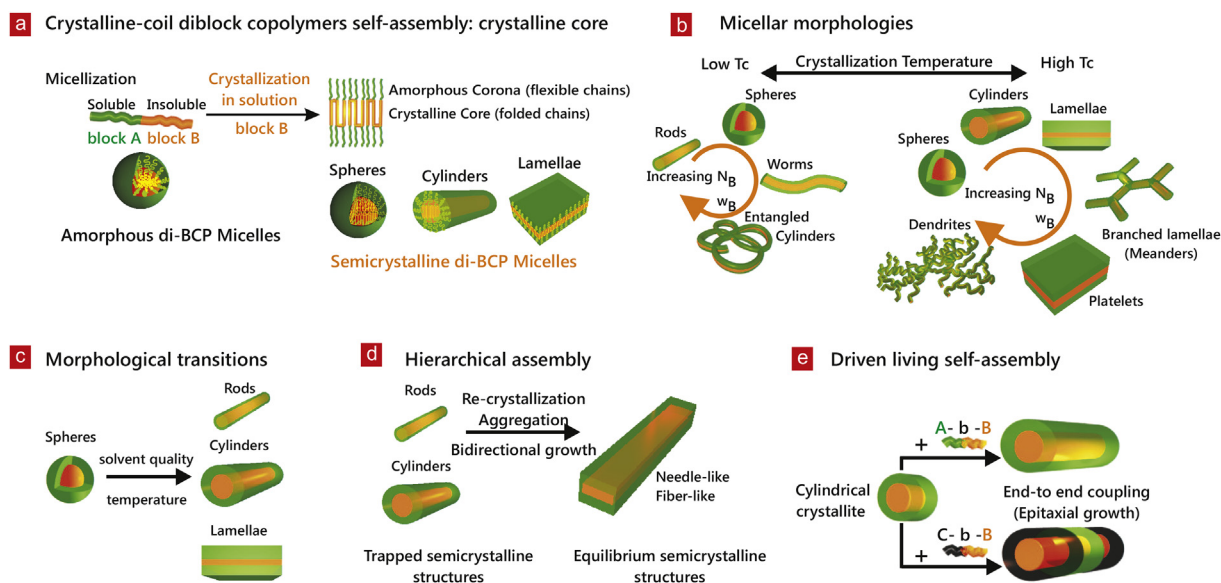 a Crystalline-coil diblock copolymers self-assembly: crystalline core
Micellization
Soluble Insoluble
block A block B
Crystallization
in solution
block B
Amorphous Corona (flexible chains)
Crystalline Core (folded chains)
Spheres
Cylinders
Lamellae
Amorphous di-BCP Micelles
Semicrystalline di-BCP Micelles
b Micellar morphologies
Low Tc
Crystallization Temperature
High Tc
Spheres
Rods
Worms
Increasing N_B
w_B
Entangled
Cylinders
Cylinders
Lamellae
Spheres
Increasing N_B
w_B
Dendrites
Branched lamellae
(Meanders)
Platelets
c Morphological transitions
Rods
Spheres
Cylinders
solvent quality
temperature
Lamellae
d Hierarchical assembly
Rods
Re-crystallization
Aggregation
Bidirectional growth
Cylinders
Needle-like
Fiber-like
Trapped semicrystalline
structures
Equilibrium semicrystalline
structures
e Driven living self-assembly
A- b -B
+
Cylindrical
crystallite
End-to end coupling
(Epitaxial growth)
C- b -B
+